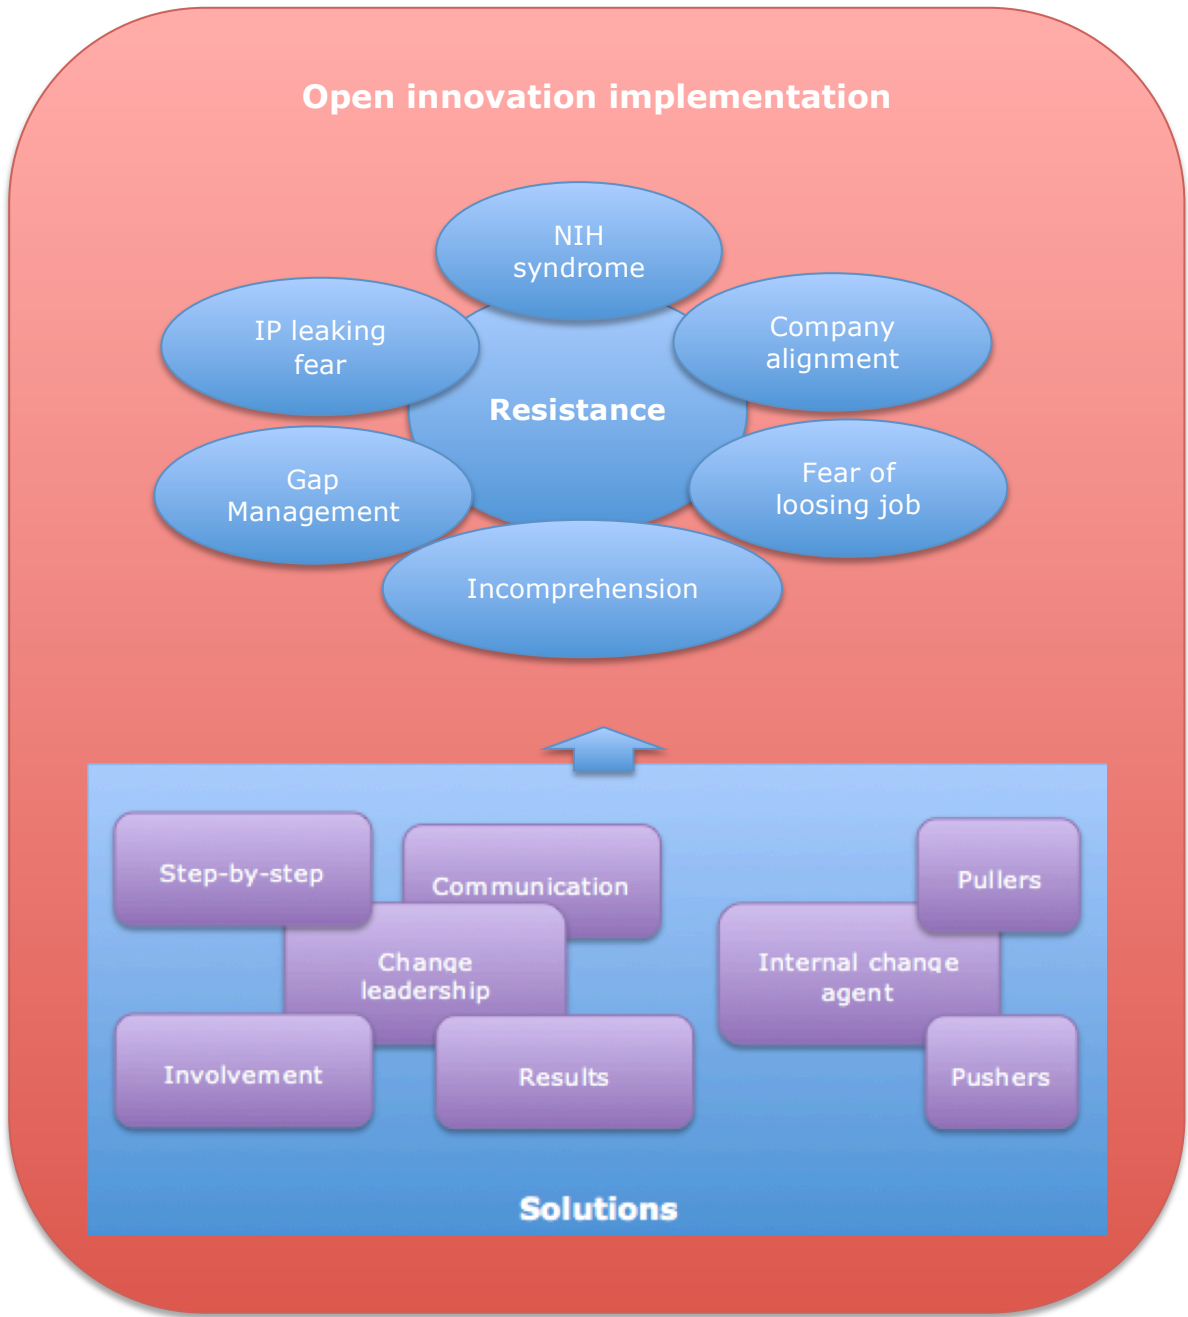 Open innovation implementation
NIH
syndrome
IP leaking
fear
Company
alignment
Resistance
Gap
Management
Fear of
loosing job
Incomprehension
Step-by-step
Communication
Pullers
Change
leadership
Internal change
agent
Involvement
Results
Pushers
Solutions